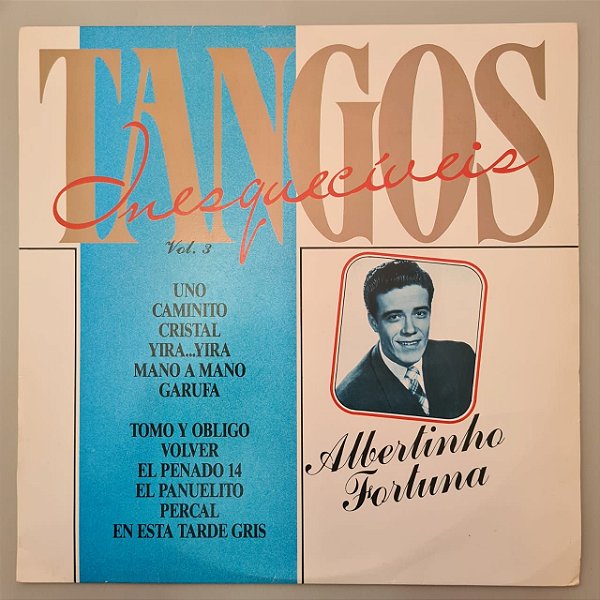 TANGOS
Inesquecíveis
Vol. 3
UNO
CAMINITO
CRISTAL
YIRA...YIRA
MANO A MANO
GARUFA
TOMO Y OBLIGO
VOLVER
EL PENADO 14
EL PANUELITO
PERCAL
EN ESTA TARDE GRIS
Albertinho
Fortuna